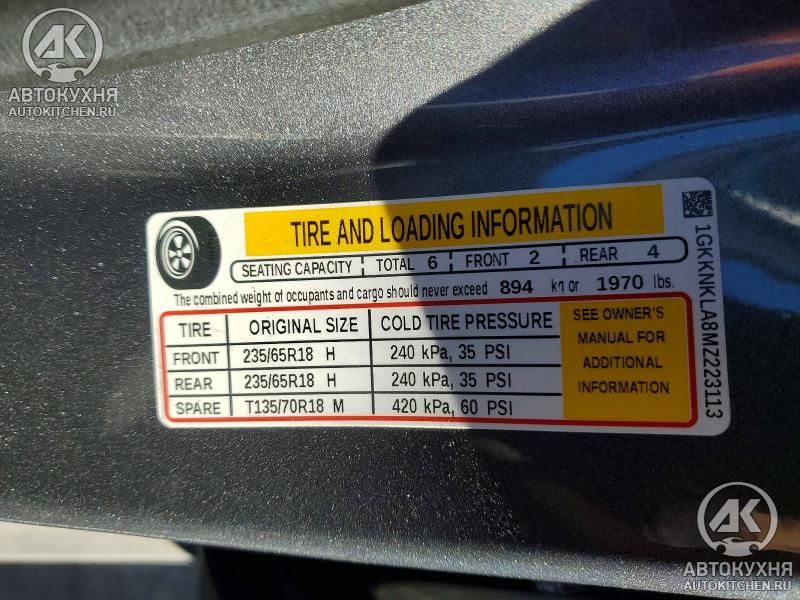 АВТОКУХНЯ
AUTOKITCHEN.RU
TIRE AND LOADING INFORMATION
SEATING CAPACITY TOTAL 6 FRONT 2 REAR 4
The combined weight of occupants and cargo should never exceed 894 kg or 1970 lbs.
TIRE ORIGINAL SIZE COLD TIRE PRESSURE
FRONT 235/65R18 H 240 kPa, 35 PSI
REAR 235/65R18 H 240 kPa, 35 PSI
SPARE T135/70R18 M 420 kPa, 60 PSI
SEE OWNER'S
MANUAL FOR
ADDITIONAL
INFORMATION
1GKKNKLA8MZ223113
АВТОКУХНЯ
AUTOKITCHEN.RU